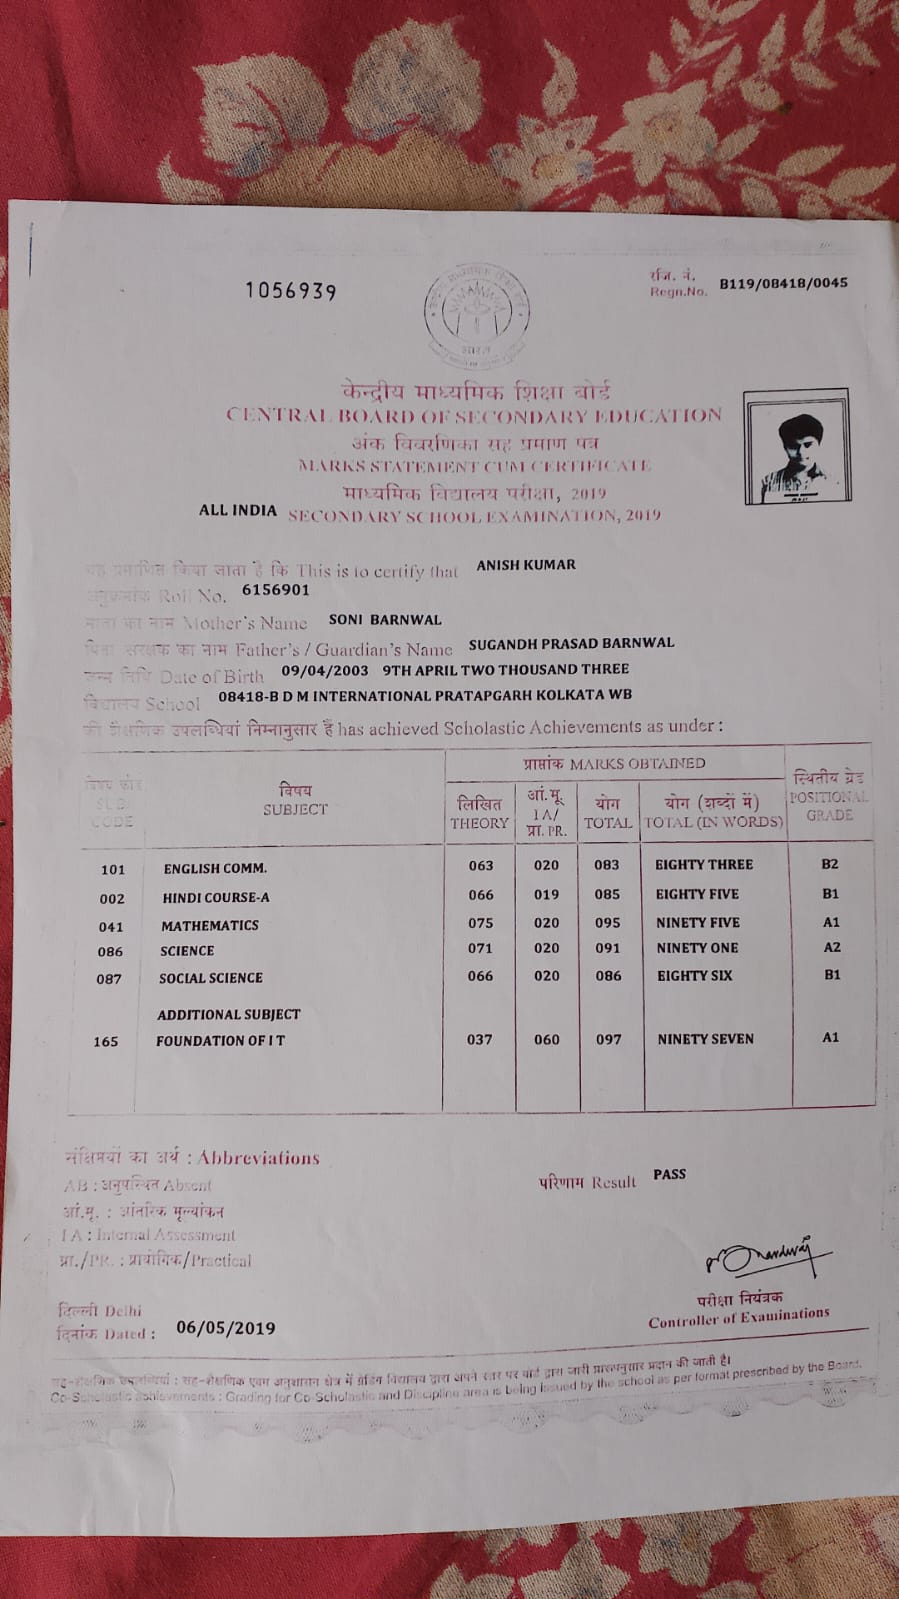 1056939
रजि. नं.
Regn.No. B119/08418/0045
भारत
केन्द्रीय माध्यमिक शिक्षा बोर्ड
CENTRAL BOARD OF SECONDARY EDUCATION
अंक विवरणिका सह प्रमाण पत्र
MARKS STATEMENT CUM CERTIFICATE
माध्यमिक विद्यालय परीक्षा, 2019
ALL INDIA SECONDARY SCHOOL EXAMINATION, 2019
यह प्रमाणित किया जाता है कि This is to certify that ANISH KUMAR
अनुक्रमांक Roll No. 6156901
माता का नाम Mother's Name SONI BARNWAL
पिता संरक्षक का नाम Father's / Guardian's Name SUGANDH PRASAD BARNWAL
जन्म तिथि Date of Birth 09/04/2003 9TH APRIL TWO THOUSAND THREE
विद्यालय School 08418-B D M INTERNATIONAL PRATAPGARH KOLKATA WB
की शैक्षणिक उपलब्धियां निम्नानुसार हैं has achieved Scholastic Achievements as under :
विषय कोड SUBJ CODE विषय SUBJECT प्राप्तांक MARKS OBTAINED स्थितीय ग्रेड POSITIONAL GRADE
लिखित THEORY आं.मू. I A/ प्रा. PR. योग TOTAL योग (शब्दों में) TOTAL (IN WORDS)
101 ENGLISH COMM. 063 020 083 EIGHTY THREE B2
002 HINDI COURSE-A 066 019 085 EIGHTY FIVE B1
041 MATHEMATICS 075 020 095 NINETY FIVE A1
086 SCIENCE 071 020 091 NINETY ONE A2
087 SOCIAL SCIENCE 066 020 086 EIGHTY SIX B1
ADDITIONAL SUBJECT
165 FOUNDATION OF I T 037 060 097 NINETY SEVEN A1
संक्षिमयों का अर्थ : Abbreviations
AB : अनुपस्थित Absent
परिणाम Result PASS
आं.मू. : आंतरिक मूल्यांकन
I A : Internal Assessment
प्रा./PR. : प्रायोगिक/Practical
परीक्षा नियंत्रक
Controller of Examinations
दिल्ली Delhi
दिनांक Dated : 06/05/2019
सह-शैक्षणिक उपलब्धियां : सह-शैक्षणिक एवम अनुशासन क्षेत्र में ग्रेडिंग विद्यालय द्वारा अपने स्तर पर बोर्ड द्वारा जारी प्रारूपनुसार प्रदान की जाती है।
Co-Scholastic achievements : Grading for Co-Scholastic and Discipline area is being issued by the school as per format prescribed by the Board.